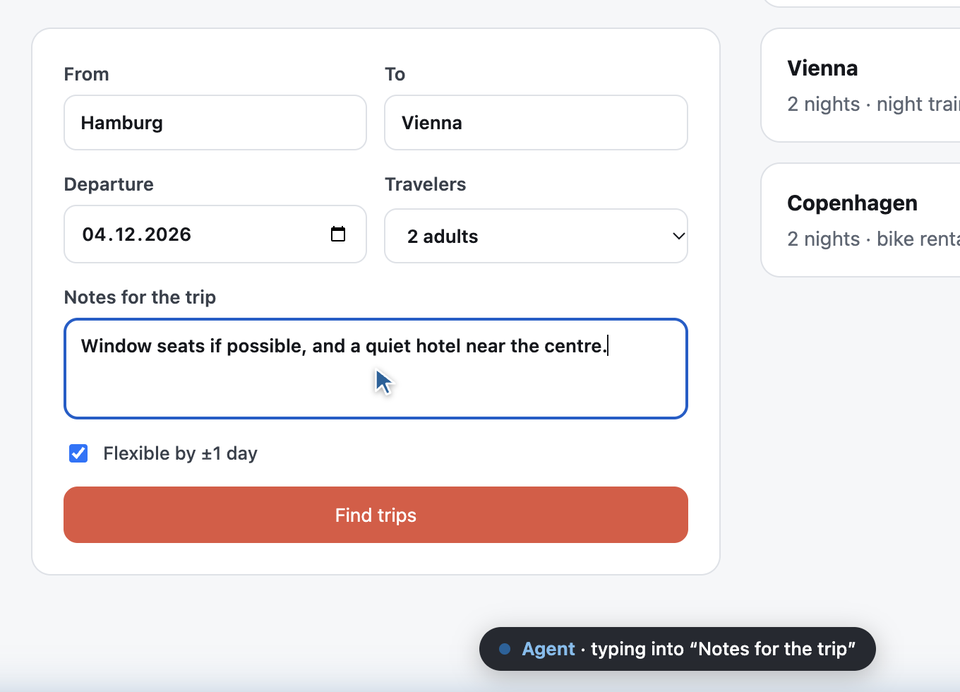 From
To
Hamburg
Vienna
Departure
Travelers
04.12.2026
2 adults
Notes for the trip
Window seats if possible, and a quiet hotel near the centre.
Flexible by ±1 day
Find trips
Vienna
2 nights · night
Copenhagen
2 nights · bike
Agent · typing into “Notes for the trip”